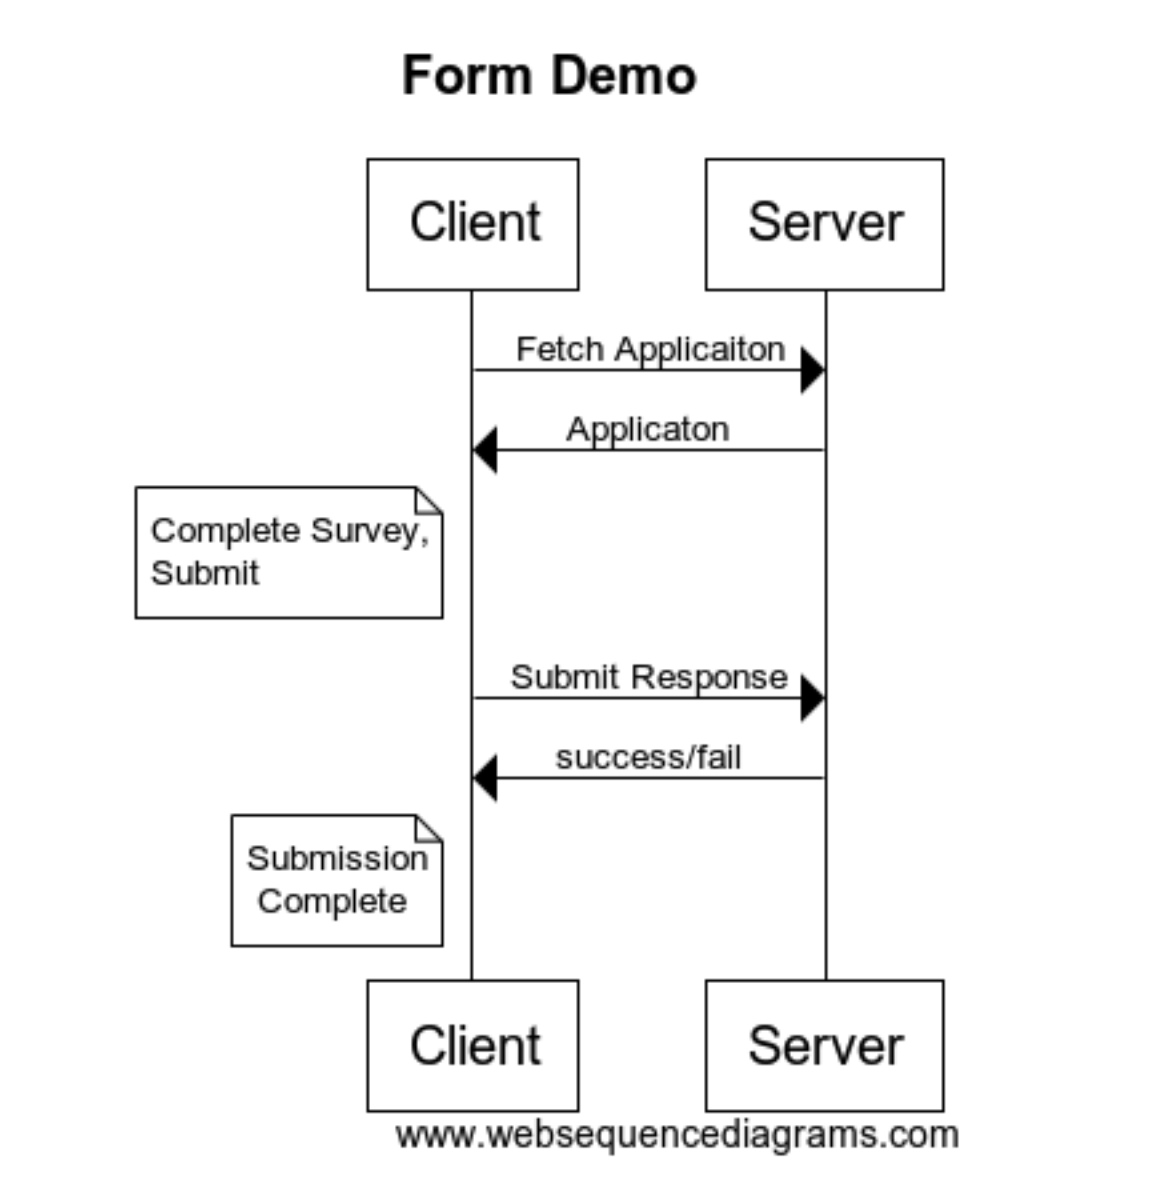 Form Demo
Client
Server
Fetch Applicaiton
Applicaton
Complete Survey,
Submit
Submit Response
success/fail
Submission
Complete
Client
Server
www.websequencediagrams.com